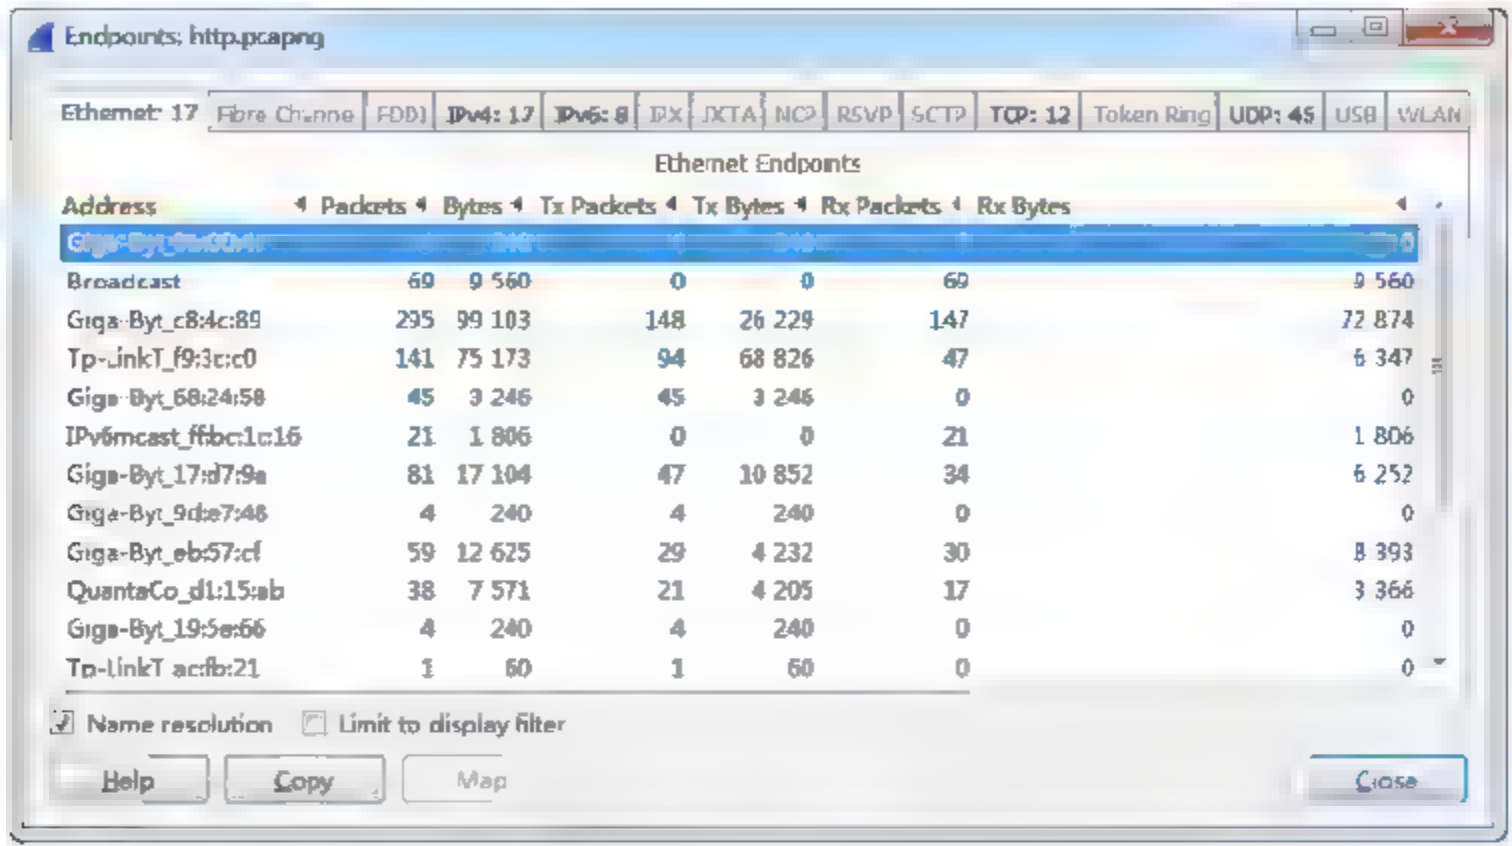 Endpoints: http.pcapng
Ethernet: 17 Fibre Channe FDDI IPv4: 17 IPv6: 8 IPX JXTA NCP RSVP SCTP TCP: 12 Token Ring UDP: 45 USB WLAN
Ethernet Endpoints
Address Packets Bytes Tx Packets Tx Bytes Rx Packets Rx Bytes
Broadcast 69 9 560 0 0 69 9 560
Giga-Byt_c8:4c:89 295 99 103 148 26 229 147 72 874
Tp-LinkT_f9:3c:c0 141 75 173 94 68 826 47 6 347
Giga-Byt_68:24:58 45 3 246 45 3 246 0 0
IPv6mcast_ff:bc:1c:16 21 1 806 0 0 21 1 806
Giga-Byt_17:d7:9a 81 17 104 47 10 852 34 6 252
Giga-Byt_9d:e7:48 4 240 4 240 0 0
Giga-Byt_eb:57:cf 59 12 625 29 4 232 30 8 393
QuantaCo_d1:15:ab 38 7 571 21 4 205 17 3 366
Giga-Byt_19:5e:66 4 240 4 240 0 0
Tp-LinkT ac:fb:21 1 60 1 60 0 0
Name resolution Limit to display filter
Help Copy Map Close